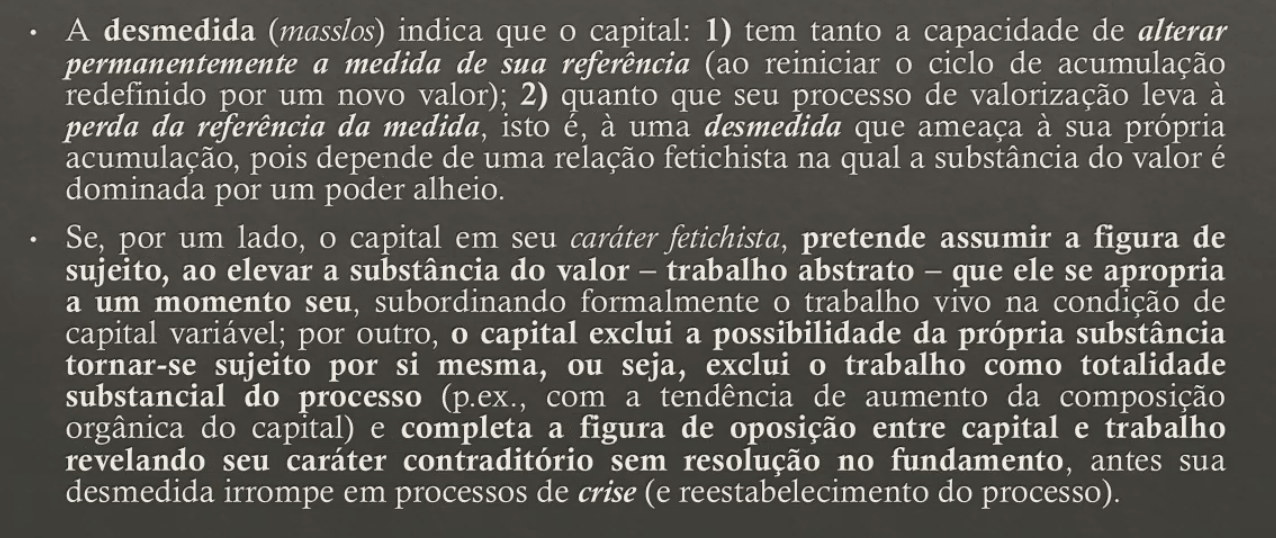 • A desmedida (masslos) indica que o capital: 1) tem tanto a capacidade de alterar
permanentemente a medida de sua referência (ao reiniciar o ciclo de acumulação
redefinido por um novo valor); 2) quanto que seu processo de valorização leva à
perda da referência da medida, isto é, à uma desmedida que ameaça à sua própria
acumulação, pois depende de uma relação fetichista na qual a substância do valor é
dominada por um poder alheio.
• Se, por um lado, o capital em seu caráter fetichista, pretende assumir a figura de
sujeito, ao elevar a substância do valor – trabalho abstrato – que ele se apropria
a um momento seu, subordinando formalmente o trabalho vivo na condição de
capital variável; por outro, o capital exclui a possibilidade da própria substância
tornar-se sujeito por si mesma, ou seja, exclui o trabalho como totalidade
substancial do processo (p.ex., com a tendência de aumento da composição
orgânica do capital) e completa a figura de oposição entre capital e trabalho
revelando seu caráter contraditório sem resolução no fundamento, antes sua
desmedida irrompe em processos de crise (e reestabelecimento do processo).